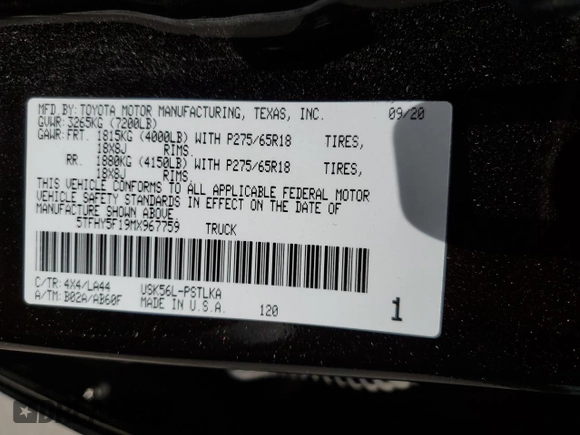 MFD.BY:TOYOTA MOTOR MANUFACTURING, TEXAS, INC. 09/20
GVWR:3265KG (7200LB)
GAWR:FRT. 1815KG (4000LB) WITH P275/65R18 TIRES,
18X8J RIMS,
RR. 1880KG (4150LB) WITH P275/65R18 TIRES,
18X8J RIMS.
THIS VEHICLE CONFORMS TO ALL APPLICABLE FEDERAL MOTOR
VEHICLE SAFETY STANDARDS IN EFFECT ON THE DATE OF
MANUFACTURE SHOWN ABOVE.
5TFHY5F19MX967759 TRUCK
C/TR: 4X4/LA44 USK56L-PSTLKA
A/TM: B02A/AB60F MADE IN U.S.A. 120
1